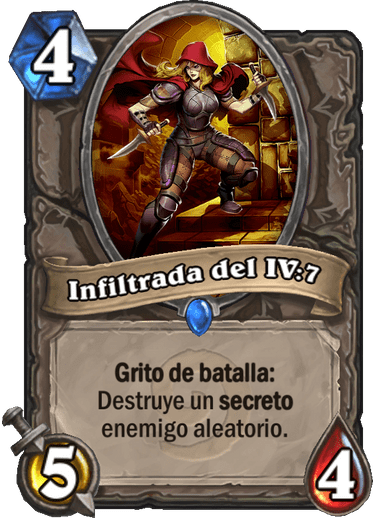 4
Infiltrada del IV:7
Grito de batalla:
Destruye un secreto
enemigo aleatorio.
5
4